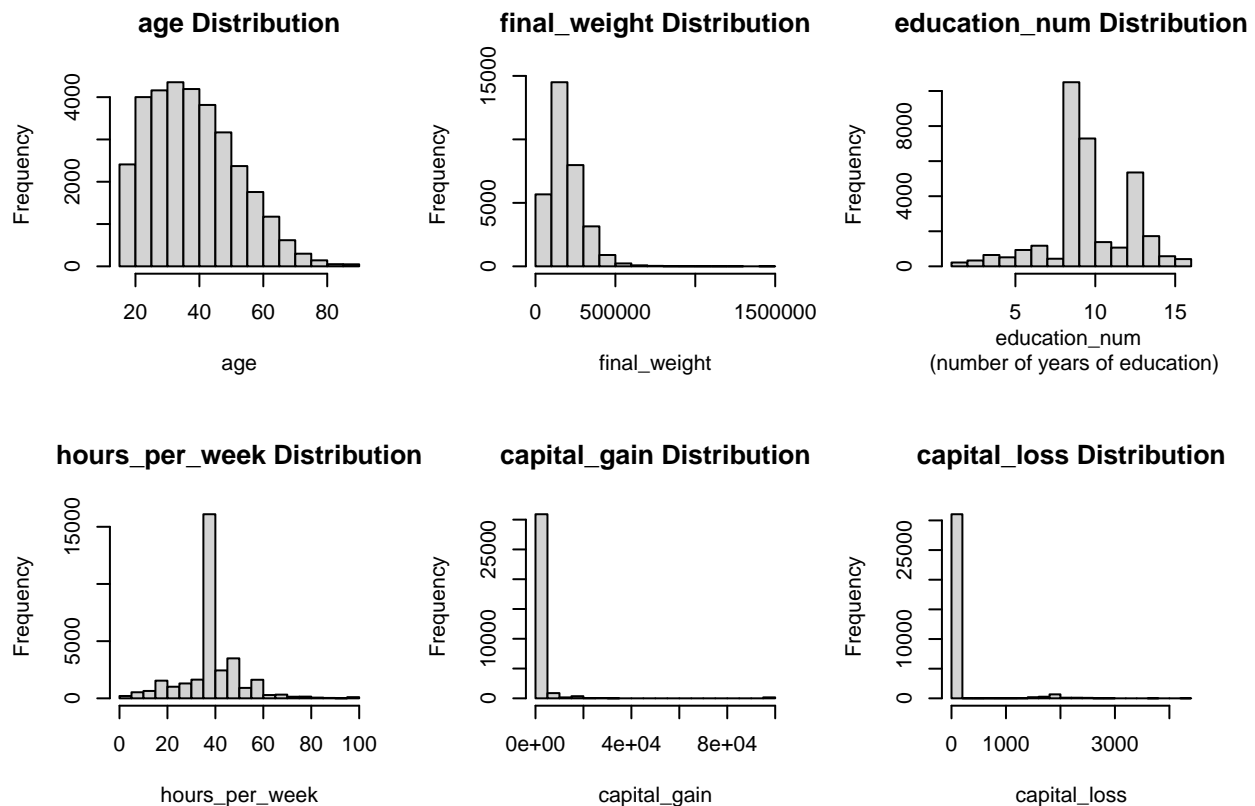 age Distribution
Frequency
0
2000
4000
20 40 60 80
age
final_weight Distribution
Frequency
0
5000
15000
0 500000 1500000
final_weight
education_num Distribution
Frequency
0
4000
8000
5 10 15
education_num
(number of years of education)
hours_per_week Distribution
Frequency
0
5000
15000
0 20 40 60 80 100
hours_per_week
capital_gain Distribution
Frequency
0
10000
25000
0e+00 4e+04 8e+04
capital_gain
capital_loss Distribution
Frequency
0
10000
25000
0 1000 3000
capital_loss